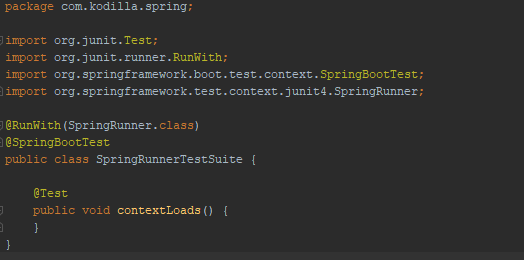 package com.kodilla.spring;
import org.junit.Test;
import org.junit.runner.RunWith;
import org.springframework.boot.test.context.SpringBootTest;
import org.springframework.test.context.junit4.SpringRunner;
@RunWith(SpringRunner.class)
@SpringBootTest
public class SpringRunnerTestSuite {
@Test
public void contextLoads() {
}
}